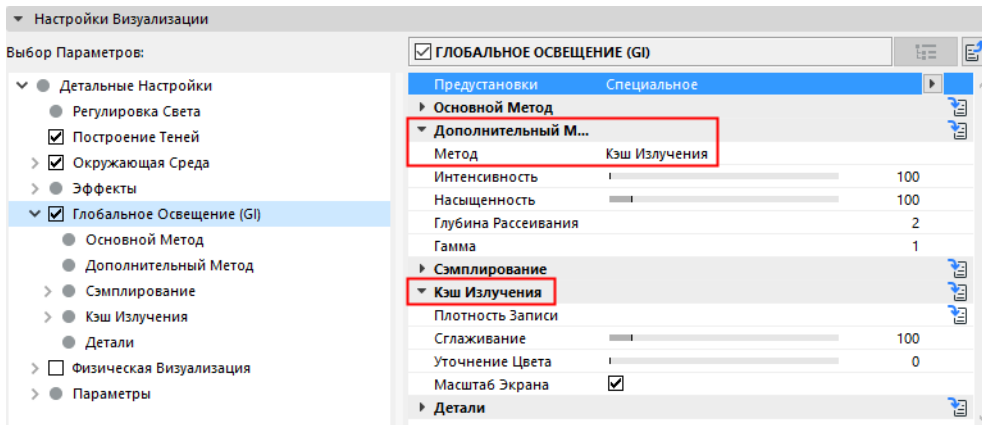 Настройки Визуализации
Выбор Параметров:
ГЛОБАЛЬНОЕ ОСВЕЩЕНИЕ (GI)
Детальные Настройки
Регулировка Света
Построение Теней
Окружающая Среда
Эффекты
Глобальное Освещение (GI)
Основной Метод
Дополнительный Метод
Сэмплирование
Кэш Излучения
Детали
Физическая Визуализация
Параметры
Предустановки Специальное
Основной Метод
Дополнительный М...
Метод Кэш Излучения
Интенсивность 100
Насыщенность 100
Глубина Рассеивания 2
Гамма 1
Сэмплирование
Кэш Излучения
Плотность Записи
Сглаживание 100
Уточнение Цвета 0
Масштаб Экрана
Детали